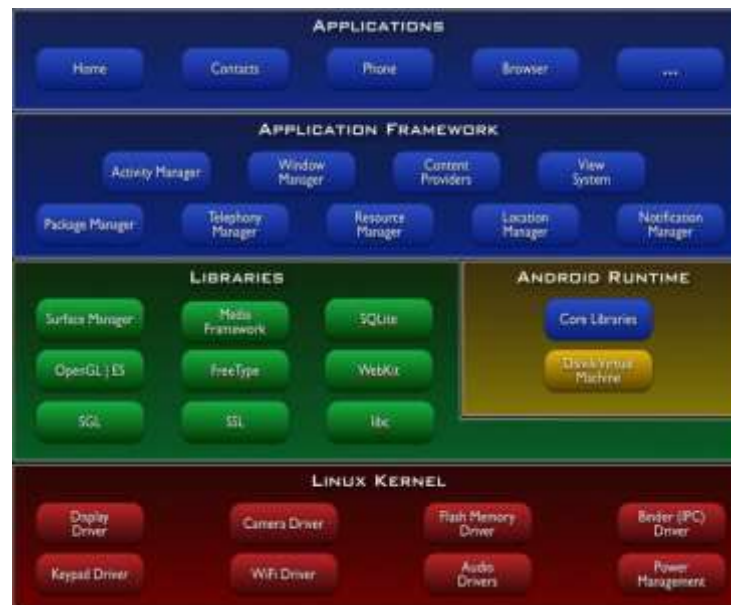 APPLICATIONS
Home
Contacts
Phone
Browser
...
APPLICATION FRAMEWORK
Activity Manager
Window
Manager
Content
Providers
View
System
Package Manager
Telephony
Manager
Resource
Manager
Location
Manager
Notification
Manager
LIBRARIES
Surface Manager
Media
Framework
SQLite
OpenGL | ES
FreeType
WebKit
SGL
SSL
libc
ANDROID RUNTIME
Core Libraries
Dalvik Virtual
Machine
LINUX KERNEL
Display
Driver
Camera Driver
Flash Memory
Driver
Binder (IPC)
Driver
Keypad Driver
WiFi Driver
Audio
Drivers
Power
Management